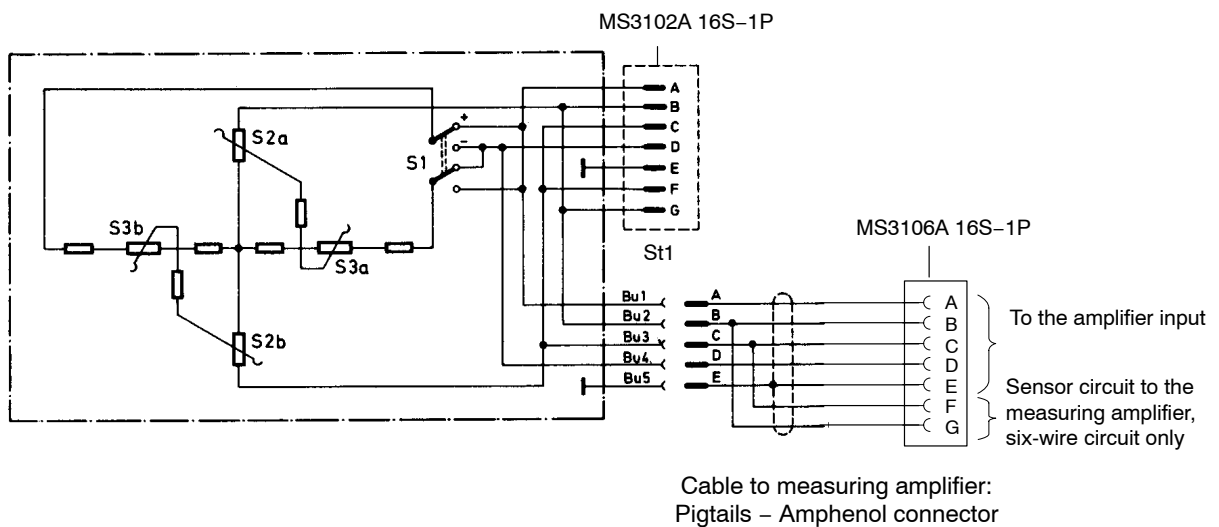 MS3102A 16S−1P
A
B
C
D
E
F
G
St1
+
−
S1
S2a
S3b
S3a
S2b
Bu1
Bu2
Bu3
Bu4
Bu5
A
B
C
D
E
MS3106A 16S−1P
A
B
C
D
E
F
G
To the amplifier input
Sensor circuit to the
measuring amplifier,
six-wire circuit only
Cable to measuring amplifier:
Pigtails − Amphenol connector